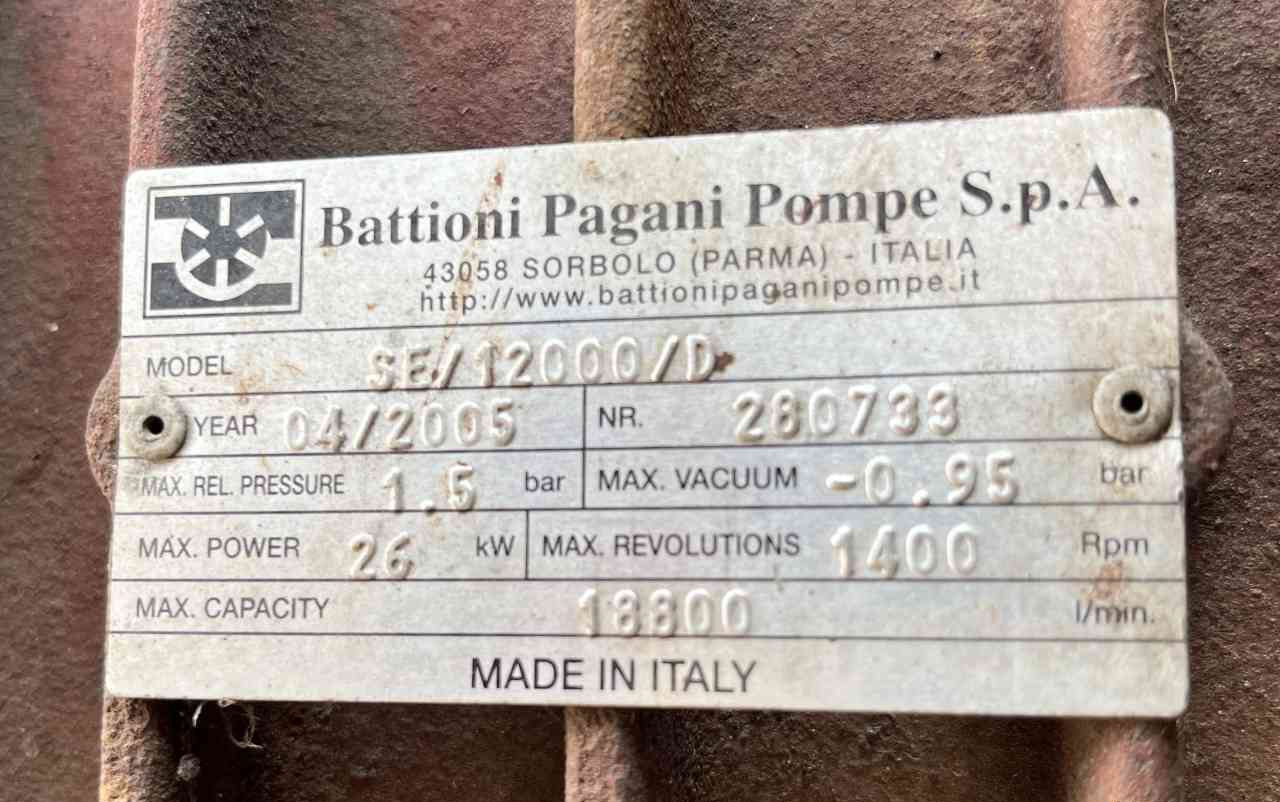 Battioni Pagani Pompe S.p.A.
43058 SORBOLO (PARMA) - ITALIA
http://www.battionipaganipompe.it
MODEL SE/12000/D
YEAR 04/2005 NR. 280733
MAX. REL. PRESSURE 1.5 bar MAX. VACUUM -0.95 bar
MAX. POWER 26 kW MAX. REVOLUTIONS 1400 Rpm
MAX. CAPACITY 18800 l/min.
MADE IN ITALY